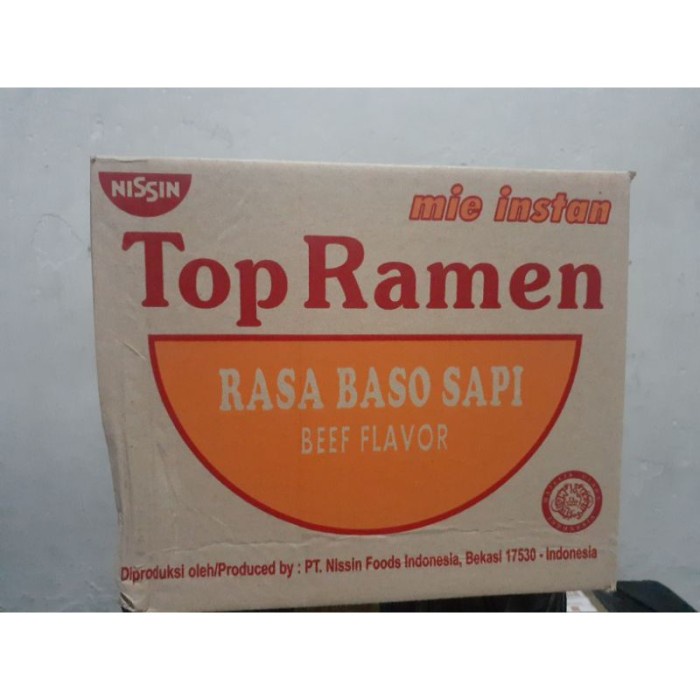 NISSIN
mie instan
Top Ramen
RASA BASO SAPI
BEEF FLAVOR
Diproduksi oleh/Produced by : PT. Nissin Foods Indonesia, Bekasi 17530 - Indonesia